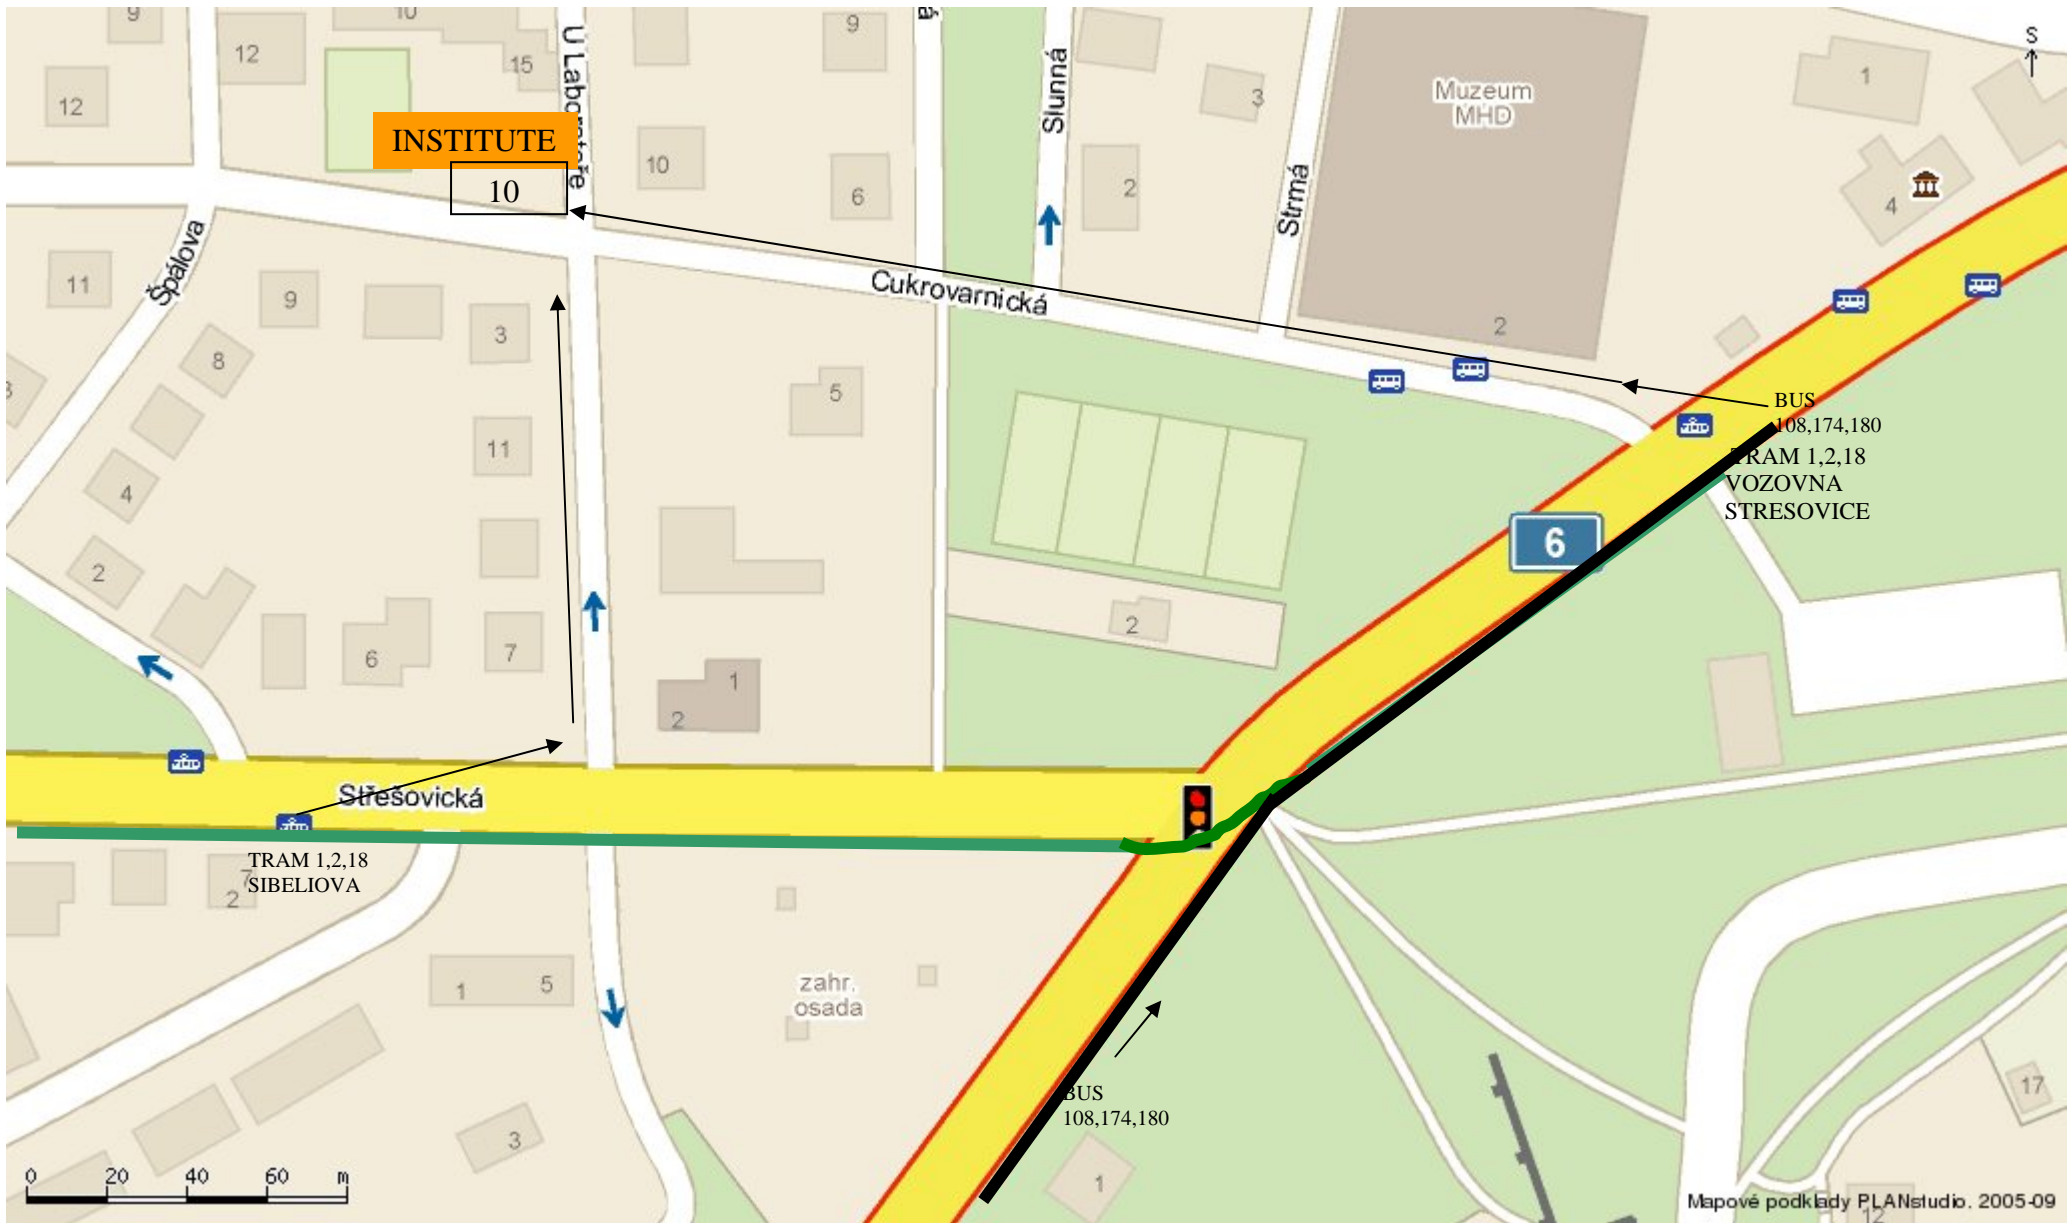 9
10
9
S
12
12
15
U Laboratoře
á
Slunná
3
Muzeum
MHD
1
INSTITUTE
10
10
6
2
Strmá
4
Špálova
11
9
Cukrovarnická
3
2
8
5
BUS
108,174,180
TRAM 1,2,18
VOZOVNA
STRESOVICE
11
4
6
2
6
7
2
1
2
Střešovická
TRAM 1,2,18
SIBELIOVA
7
2
1
5
zahr.
osada
BUS
108,174,180
17
3
1
0 20 40 60 m
Mapové podklady PLANstudio. 2005-09
12